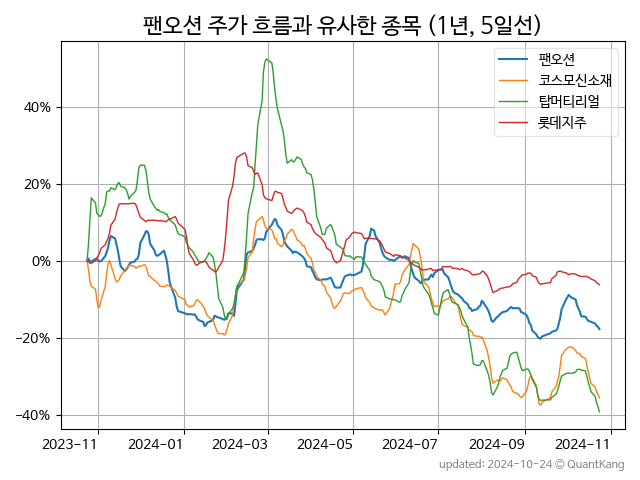 팬오션 주가 흐름과 유사한 종목 (1년, 5일선)
팬오션
코스모신소재
탑머티리얼
롯데지주
40%
20%
0%
−20%
−40%
2023-11
2024-01
2024-03
2024-05
2024-07
2024-09
2024-11
updated: 2024-10-24 © QuantKang